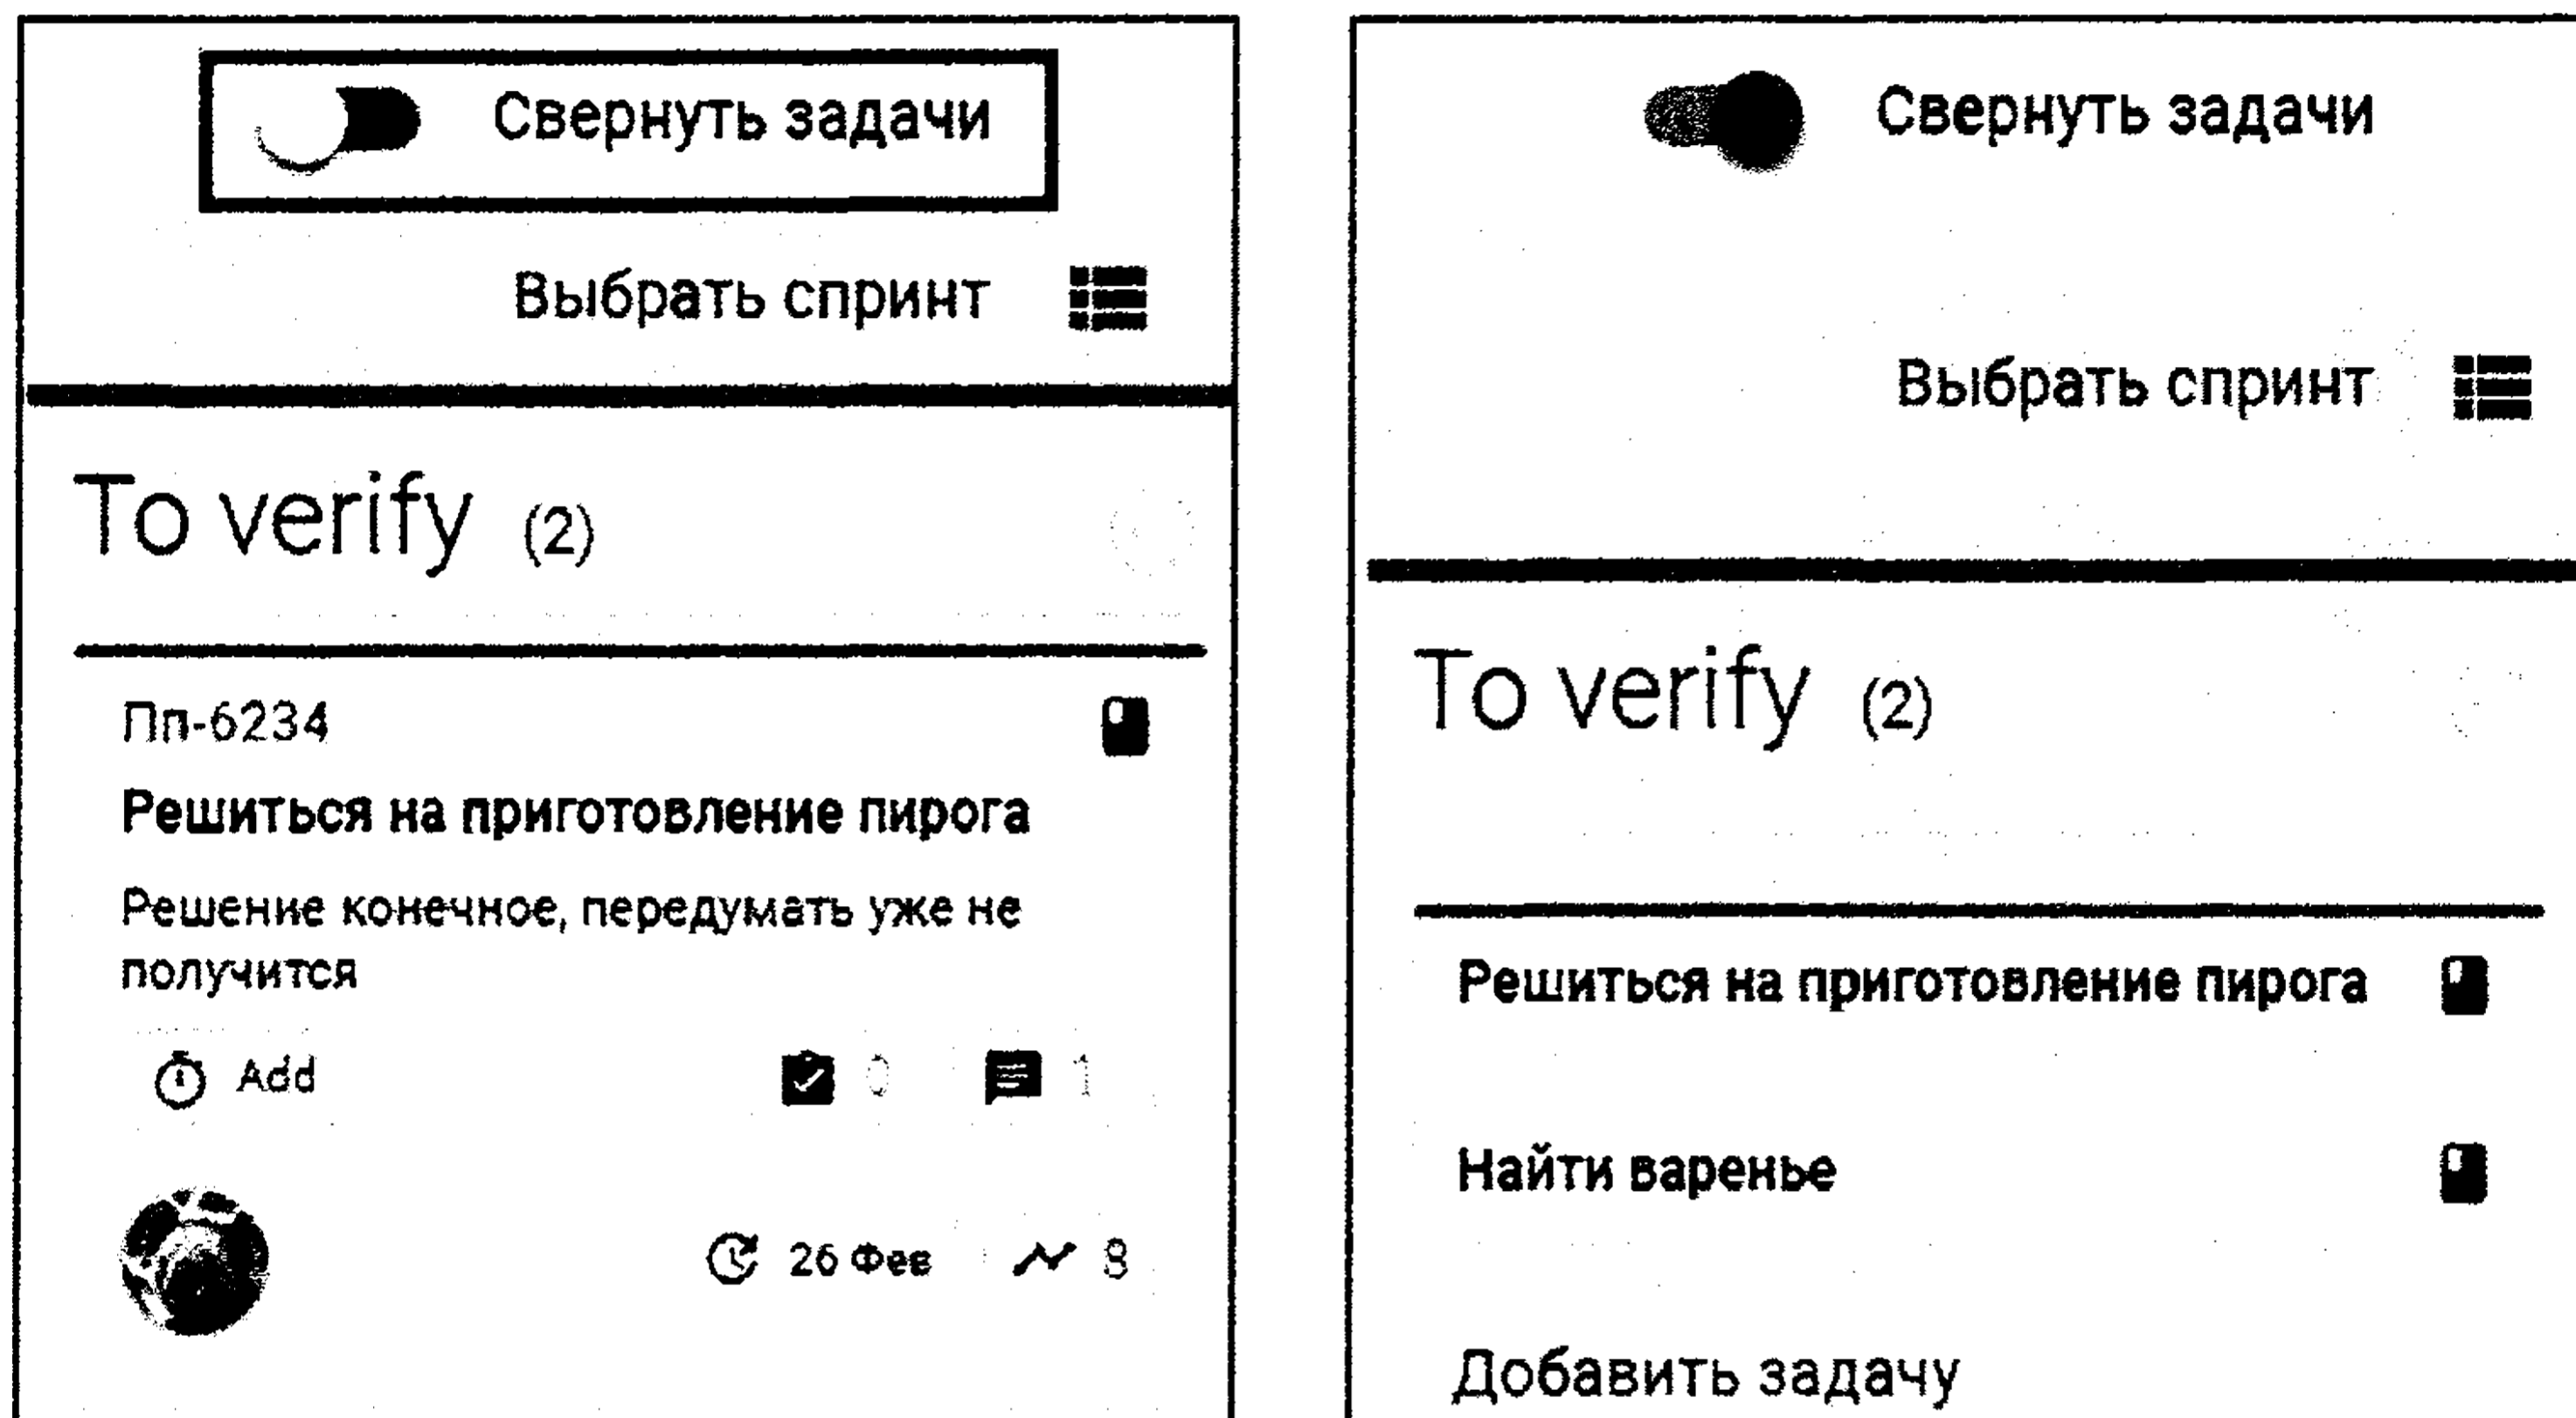 Свернуть задачи
Выбрать спринт
To verify (2)
Пп-6234
Решиться на приготовление пирога
Решение конечное, передумать уже не
получится
Add 0 1
26 Фев 8
Свернуть задачи
Выбрать спринт
To verify (2)
Решиться на приготовление пирога
Найти варенье
Добавить задачу